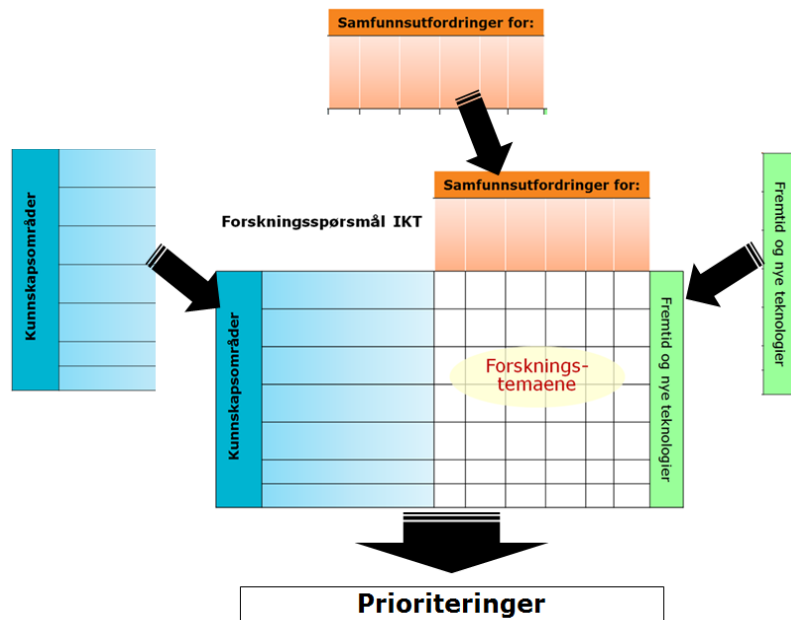 Samfunnsutfordringer for:
Kunnskapsområder
Fremtid og nye teknologier
Samfunnsutfordringer for:
Forskningsspørsmål IKT
Kunnskapsområder
Forsknings-
temaene
Fremtid og nye teknologier
Prioriteringer